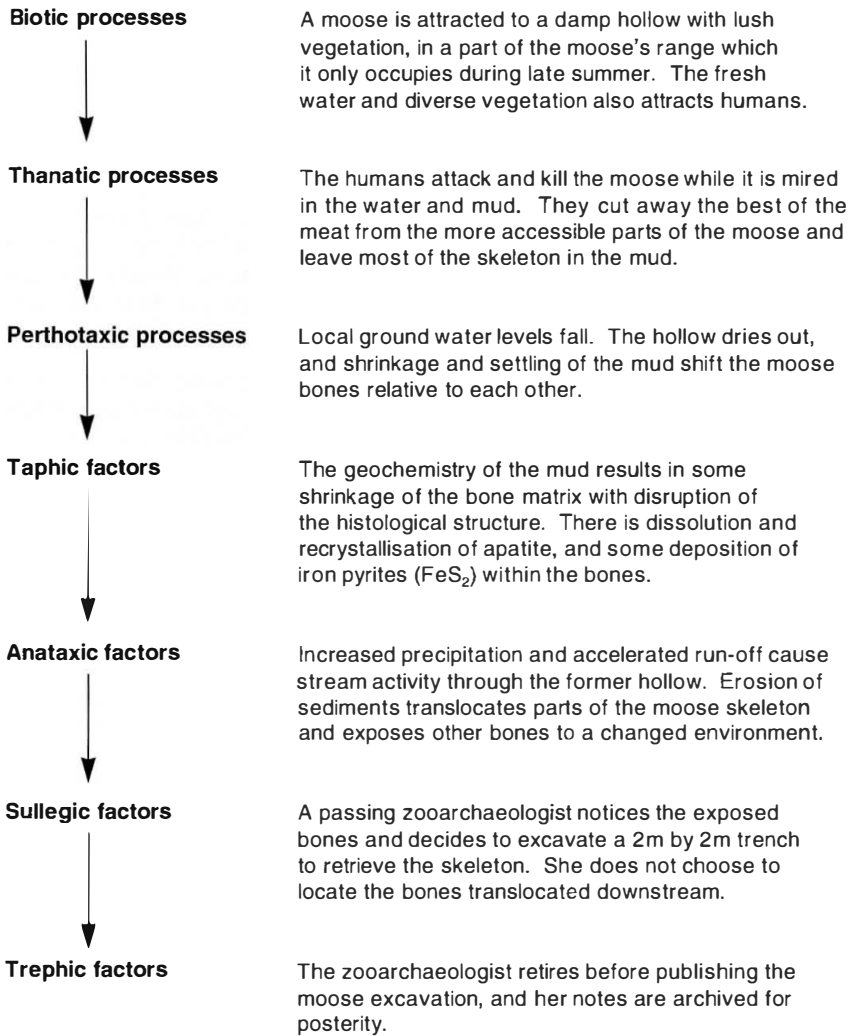 Biotic processes
A moose is attracted to a damp hollow with lush
vegetation, in a part of the moose's range which
it only occupies during late summer. The fresh
water and diverse vegetation also attracts humans.
Thanatic processes
The humans attack and kill the moose while it is mired
in the water and mud. They cut away the best of the
meat from the more accessible parts of the moose and
leave most of the skeleton in the mud.
Perthotaxic processes
Local ground water levels fall. The hollow dries out,
and shrinkage and settling of the mud shift the moose
bones relative to each other.
Taphic factors
The geochemistry of the mud results in some
shrinkage of the bone matrix with disruption of
the histological structure. There is dissolution and
recrystallisation of apatite, and some deposition of
iron pyrites (FeS₂) within the bones.
Anataxic factors
Increased precipitation and accelerated run-off cause
stream activity through the former hollow. Erosion of
sediments translocates parts of the moose skeleton
and exposes other bones to a changed environment.
Sullegic factors
A passing zooarchaeologist notices the exposed
bones and decides to excavate a 2m by 2m trench
to retrieve the skeleton. She does not choose to
locate the bones translocated downstream.
Trephic factors
The zooarchaeologist retires before publishing the
moose excavation, and her notes are archived for
posterity.